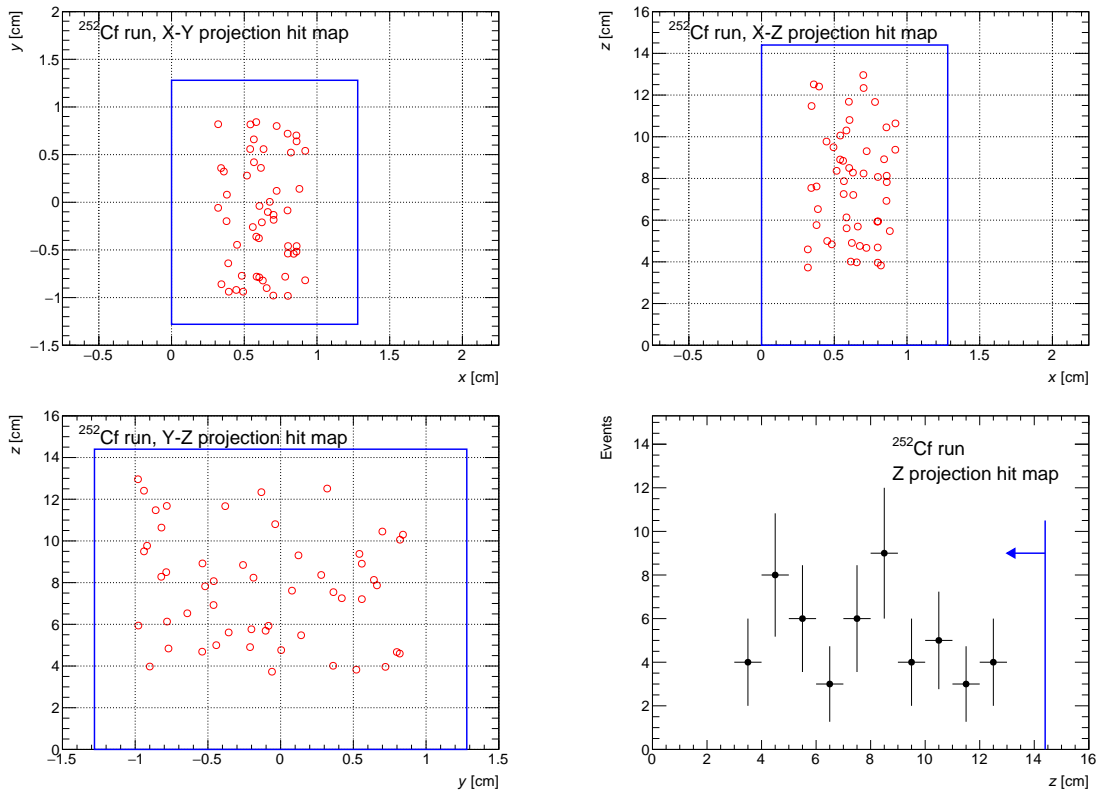 ²⁵²Cf run, X-Y projection hit map
y [cm]
2
1.5
1
0.5
0
−0.5
−1
−1.5
−0.5 0 0.5 1 1.5 2
x [cm]
²⁵²Cf run, X-Z projection hit map
z [cm]
16
14
12
10
8
6
4
2
0
−0.5 0 0.5 1 1.5 2
x [cm]
²⁵²Cf run, Y-Z projection hit map
z [cm]
16
14
12
10
8
6
4
2
0
−1.5 −1 −0.5 0 0.5 1 1.5
y [cm]
²⁵²Cf run
Z projection hit map
Events
14
12
10
8
6
4
2
0
0 2 4 6 8 10 12 14 16
z [cm]